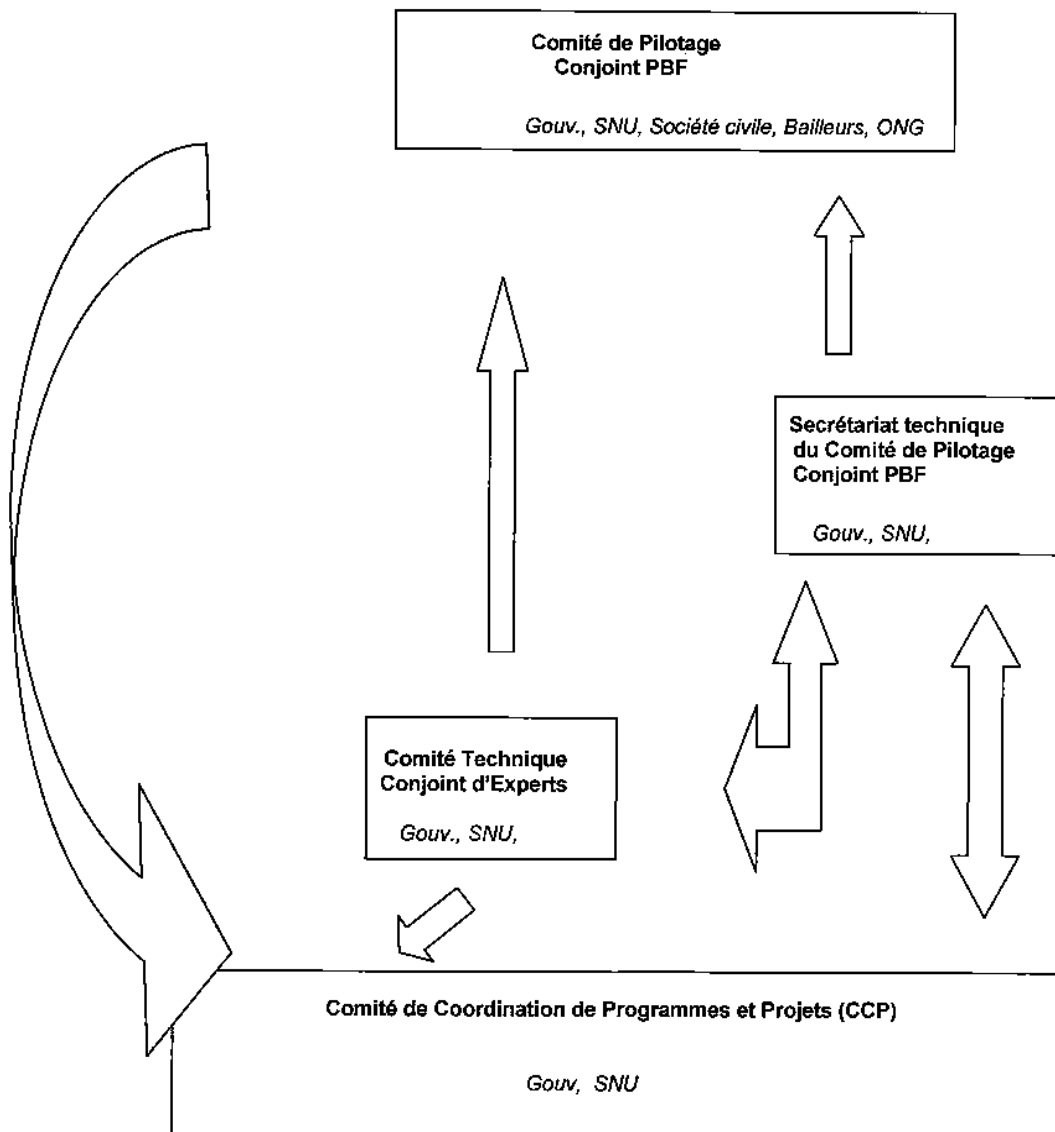 Comité de Pilotage
Conjoint PBF
Gouv., SNU, Société civile, Bailleurs, ONG
Secrétariat technique
du Comité de Pilotage
Conjoint PBF
Gouv., SNU,
Comité Technique
Conjoint d'Experts
Gouv., SNU,
Comité de Coordination de Programmes et Projets (CCP)
Gouv, SNU